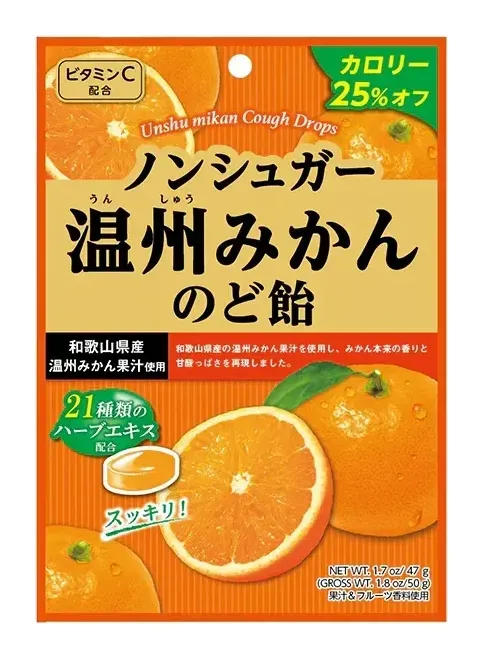 ビタミンC
配合
カロリー
25%オフ
Unshu mikan Cough Drops
ノンシュガー
うん しゅう
温州みかん
のど飴
和歌山県産
温州みかん果汁使用
和歌山県産の温州みかん果汁を使用し、みかん本来の香りと
甘酸っぱさを再現しました。
21種類の
ハーブエキス
配合
スッキリ!
NET WT. 1.7 oz/ 47 g
(GROSS WT. 1.8 oz/50 g)
果汁&フルーツ香料使用